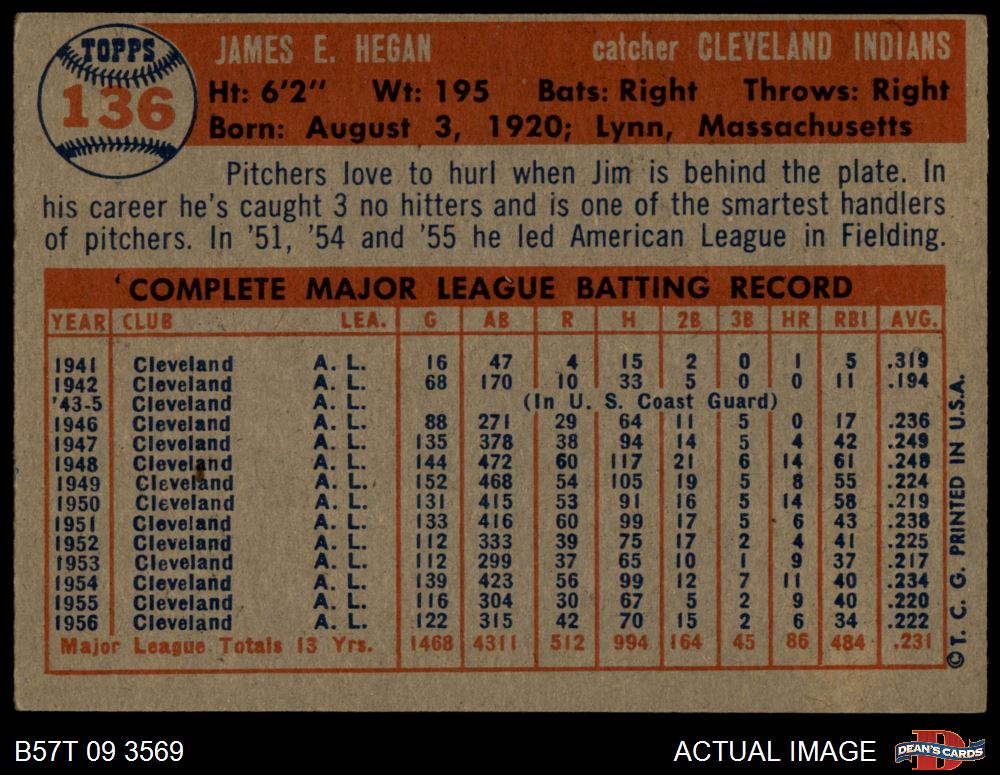 TOPPS
136
JAMES E. HEGAN catcher CLEVELAND INDIANS
Ht: 6'2" Wt: 195 Bats: Right Throws: Right
Born: August 3, 1920; Lynn, Massachusetts
Pitchers love to hurl when Jim is behind the plate. In
his career he's caught 3 no hitters and is one of the smartest handlers
of pitchers. In '51, '54 and '55 he led American League in Fielding.
COMPLETE MAJOR LEAGUE BATTING RECORD
YEAR CLUB LEA. G AB R H 2B 3B HR RBI AVG.
1941 Cleveland A. L. 16 47 4 15 2 0 1 5 .319
1942 Cleveland A. L. 68 170 10 33 5 0 0 11 .194
'43-5 Cleveland A. L. (In U. S. Coast Guard)
1946 Cleveland A. L. 88 271 29 64 11 5 0 17 .236
1947 Cleveland A. L. 135 378 38 94 14 5 4 42 .249
1948 Cleveland A. L. 144 472 60 117 21 6 14 61 .248
1949 Cleveland A. L. 152 468 54 105 19 5 8 55 .224
1950 Cleveland A. L. 131 415 53 91 16 5 14 58 .219
1951 Cleveland A. L. 133 416 60 99 17 5 6 43 .238
1952 Cleveland A. L. 112 333 39 75 17 2 4 41 .225
1953 Cleveland A. L. 112 299 37 65 10 1 9 37 .217
1954 Cleveland A. L. 139 423 56 99 12 7 11 40 .234
1955 Cleveland A. L. 116 304 30 67 5 2 9 40 .220
1956 Cleveland A. L. 122 315 42 70 15 2 6 34 .222
Major League Totals 13 Yrs. 1468 4311 512 994 164 45 86 484 .231
©T. C. G. PRINTED IN U.S.A.
B57T 09 3569 ACTUAL IMAGE
DEAN'S CARDS